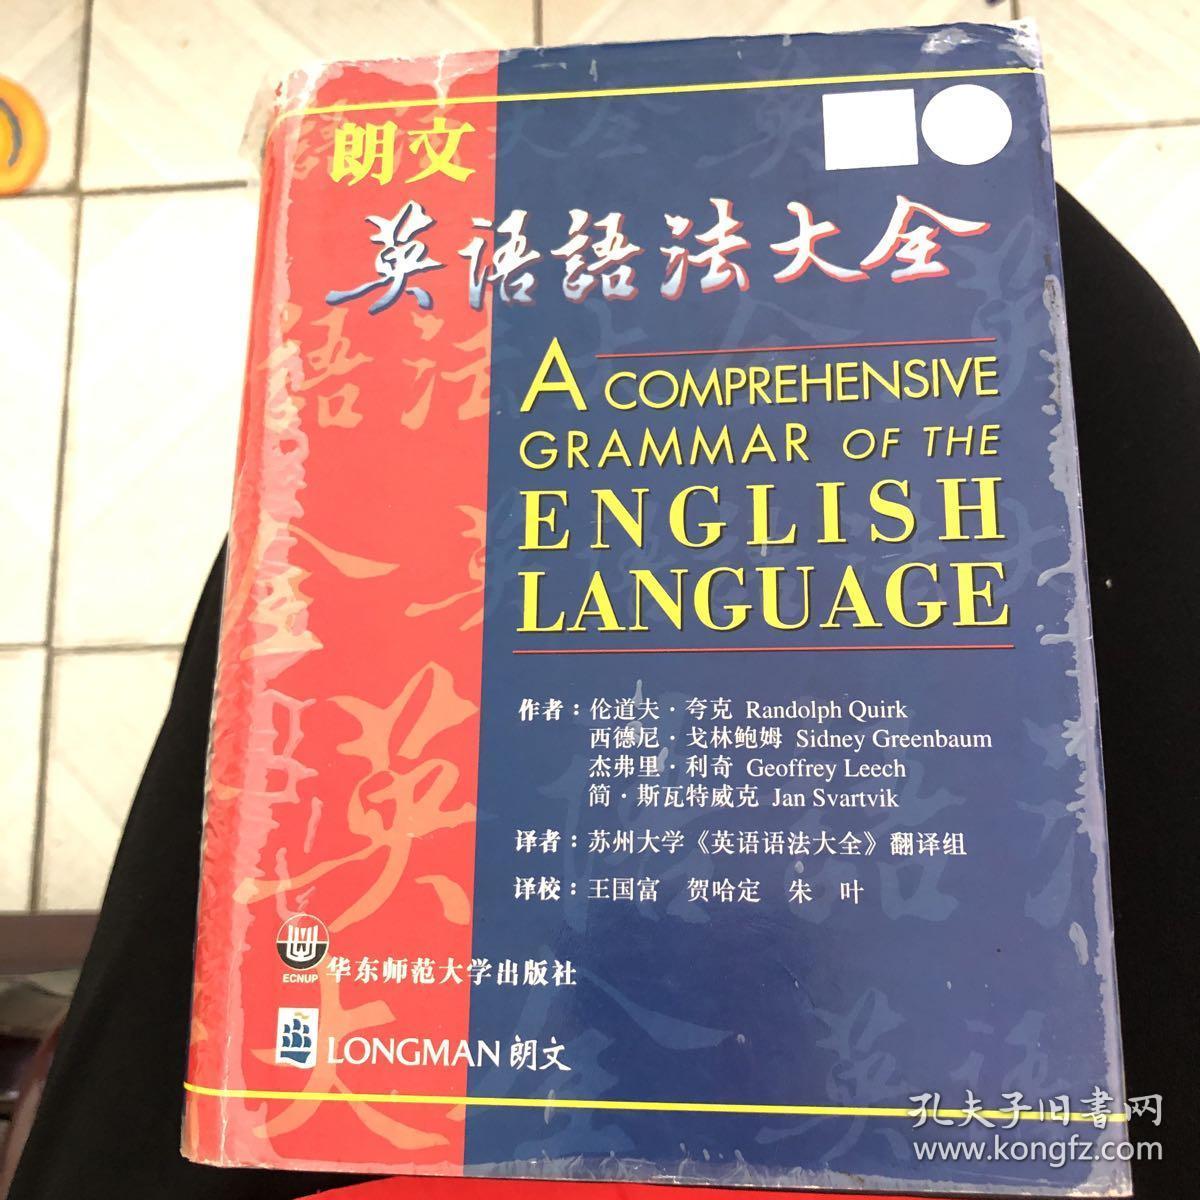 朗文
英语語法大全
A COMPREHENSIVE
GRAMMAR OF THE
ENGLISH
LANGUAGE
作者：伦道夫·夸克 Randolph Quirk
西德尼·戈林鲍姆 Sidney Greenbaum
杰弗里·利奇 Geoffrey Leech
简·斯瓦特威克 Jan Svartvik
译者：苏州大学《英语语法大全》翻译组
译校：王国富 贺哈定 朱 叶
ECNUP 华东师范大学出版社
LONGMAN 朗文
孔夫子旧書网
www.kongfz.com